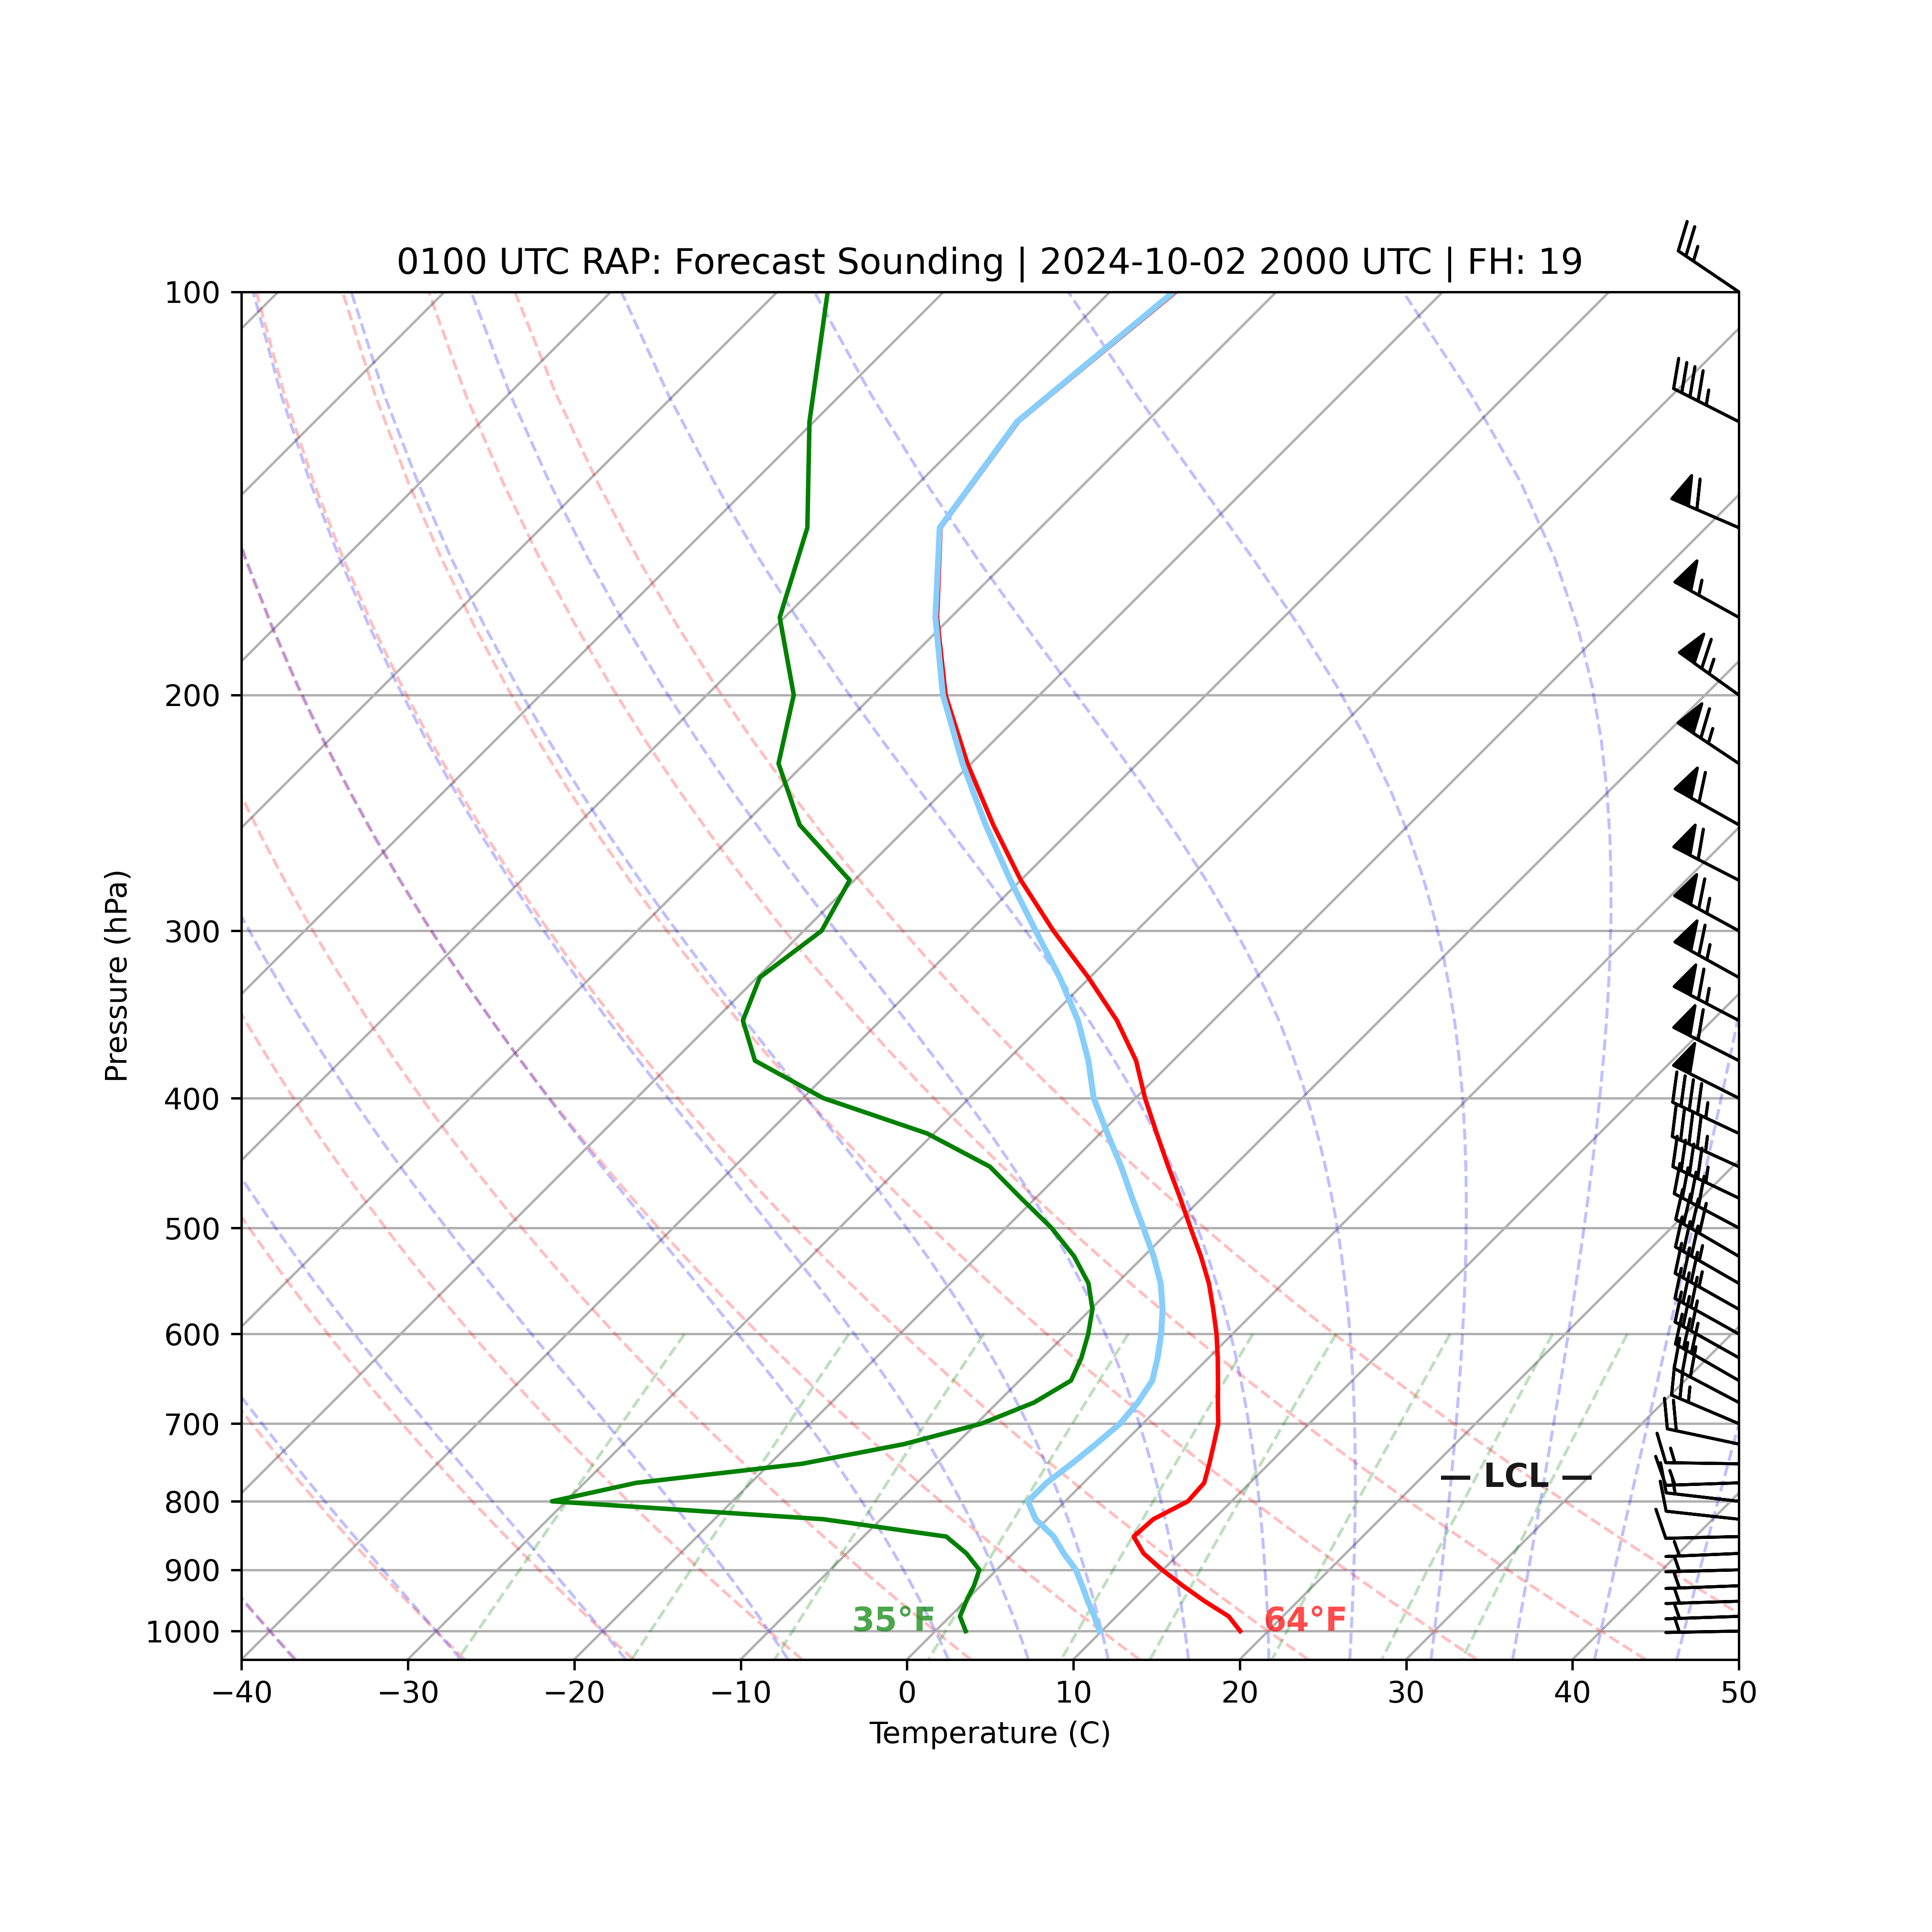 0100 UTC RAP: Forecast Sounding | 2024-10-02 2000 UTC | FH: 19
100
200
300
400
500
600
700
800
900
1000
Pressure (hPa)
— LCL —
35°F
64°F
−40 −30 −20 −10 0 10 20 30 40 50
Temperature (C)